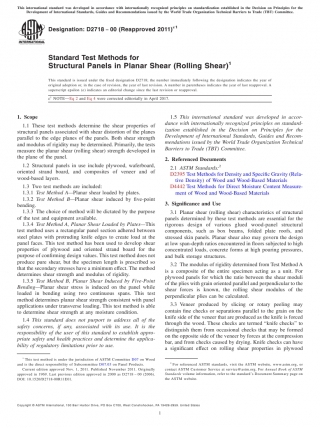 This international standard was developed in accordance with internationally recognized principles on standardization established in the Decision on Principles for the
Development of International Standards, Guides and Recommendations issued by the World Trade Organization Technical Barriers to Trade (TBT) Committee.
Designation: D2718 − 00 (Reapproved 2011)ε1
Standard Test Methods for
Structural Panels in Planar Shear (Rolling Shear)1
This standard is issued under the fixed designation D2718; the number immediately following the designation indicates the year of
original adoption or, in the case of revision, the year of last revision. A number in parentheses indicates the year of last reapproval. A
superscript epsilon (ε) indicates an editorial change since the last revision or reapproval.
ε1 NOTE—Eq 1 and Eq 4 were corrected editorially in April 2017.
1. Scope
1.1 These test methods determine the shear properties of
structural panels associated with shear distortion of the planes
parallel to the edge planes of the panels. Both shear strength
and modulus of rigidity may be determined. Primarily, the tests
measure the planar shear (rolling shear) strength developed in
the plane of the panel.
1.2 Structural panels in use include plywood, waferboard,
oriented strand board, and composites of veneer and of
wood-based layers.
1.3 Two test methods are included:
1.3.1 Test Method A—Planar shear loaded by plates.
1.3.2 Test Method B—Planar shear induced by five-point
bending.
1.3.3 The choice of method will be dictated by the purpose
of the test and equipment available.
1.3.4 Test Method A, Planar Shear Loaded by Plates—This
test method uses a rectangular panel section adhered between
steel plates with protruding knife edges to create load at the
panel faces. This test method has been used to develop shear
properties of plywood and oriented strand board for the
purpose of confirming design values. This test method does not
produce pure shear, but the specimen length is prescribed so
that the secondary stresses have a minimum effect. The method
determines shear strength and modulus of rigidity.
1.3.5 Test Method B, Planar Shear Induced by Five-Point
Bending—Planar shear stress is induced on the panel while
loaded in bending using two continuous spans. This test
method determines planar shear strength consistent with panel
applications under transverse loading. This test method is able
to determine shear strength at any moisture condition.
1.4 This standard does not purport to address all of the
safety concerns, if any, associated with its use. It is the
responsibility of the user of this standard to establish appro-
priate safety and health practices and determine the applica-
bility of regulatory limitations prior to use.
1 This test method is under the jurisdiction of ASTM Committee D07 on Wood
and is the direct responsibility of Subcommittee D07.03 on Panel Products.
Current edition approved Nov. 1, 2011. Published November 2011. Originally
1.5 This international standard was developed in accor-
dance with internationally recognized principles on standard-
ization established in the Decision on Principles for the
Development of International Standards, Guides and Recom-
mendations issued by the World Trade Organization Technical
Barriers to Trade (TBT) Committee.
2. Referenced Documents
2.1 ASTM Standards:2
D2395 Test Methods for Density and Specific Gravity (Rela-
tive Density) of Wood and Wood-Based Materials
D4442 Test Methods for Direct Moisture Content Measure-
ment of Wood and Wood-Based Materials
3. Significance and Use
3.1 Planar shear (rolling shear) characteristics of structural
panels determined by these test methods are essential for the
rigorous design of various glued wood-panel structural
components, such as box beams, folded plate roofs, and
stressed skin panels. Planar shear also may govern the design
at low span-depth ratios encountered in floors subjected to high
concentrated loads, concrete forms at high pouring pressures,
and bulk storage structures.
3.2 The modulus of rigidity determined from Test Method A
is a composite of the entire specimen acting as a unit. For
plywood panels for which the ratio between the shear moduli
of the plies with grain oriented parallel and perpendicular to the
shear forces is known, the rolling shear modulus of the
perpendicular plies can be calculated.
3.3 Veneer produced by slicing or rotary peeling may
contain fine checks or separations parallel to the grain on the
knife side of the veneer that are produced as the knife is forced
through the wood. These checks are termed “knife checks” to
distinguish them from occasional checks that may be formed
on the opposite side of the veneer by forces at the compression
bar, and from checks caused by drying. Knife checks can have
a significant effect on rolling shear properties in plywood
2 For referenced ASTM standards, visit the ASTM website, www.astm.org, or
contact ASTM Customer Service at service@astm.org. For Annual Book of ASTM
Standards volume information, refer to the standard's Document Summary page on
the ASTM website.
Copyright © ASTM International, 100 Barr Harbor Drive, PO Box C700, West Conshohocken, PA 19428-2959. United States
1